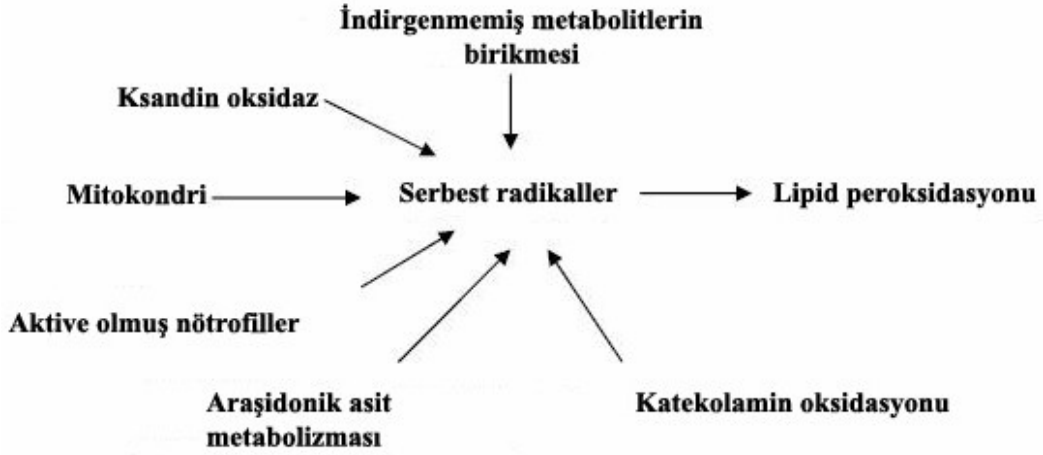 İndirgenmemiş metabolitlerin
birikmesi
Ksandin oksidaz
Mitokondri
Serbest radikaller
Lipid peroksidasyonu
Aktive olmuş nötrofiller
Araşidonik asit
metabolizması
Katekolamin oksidasyonu